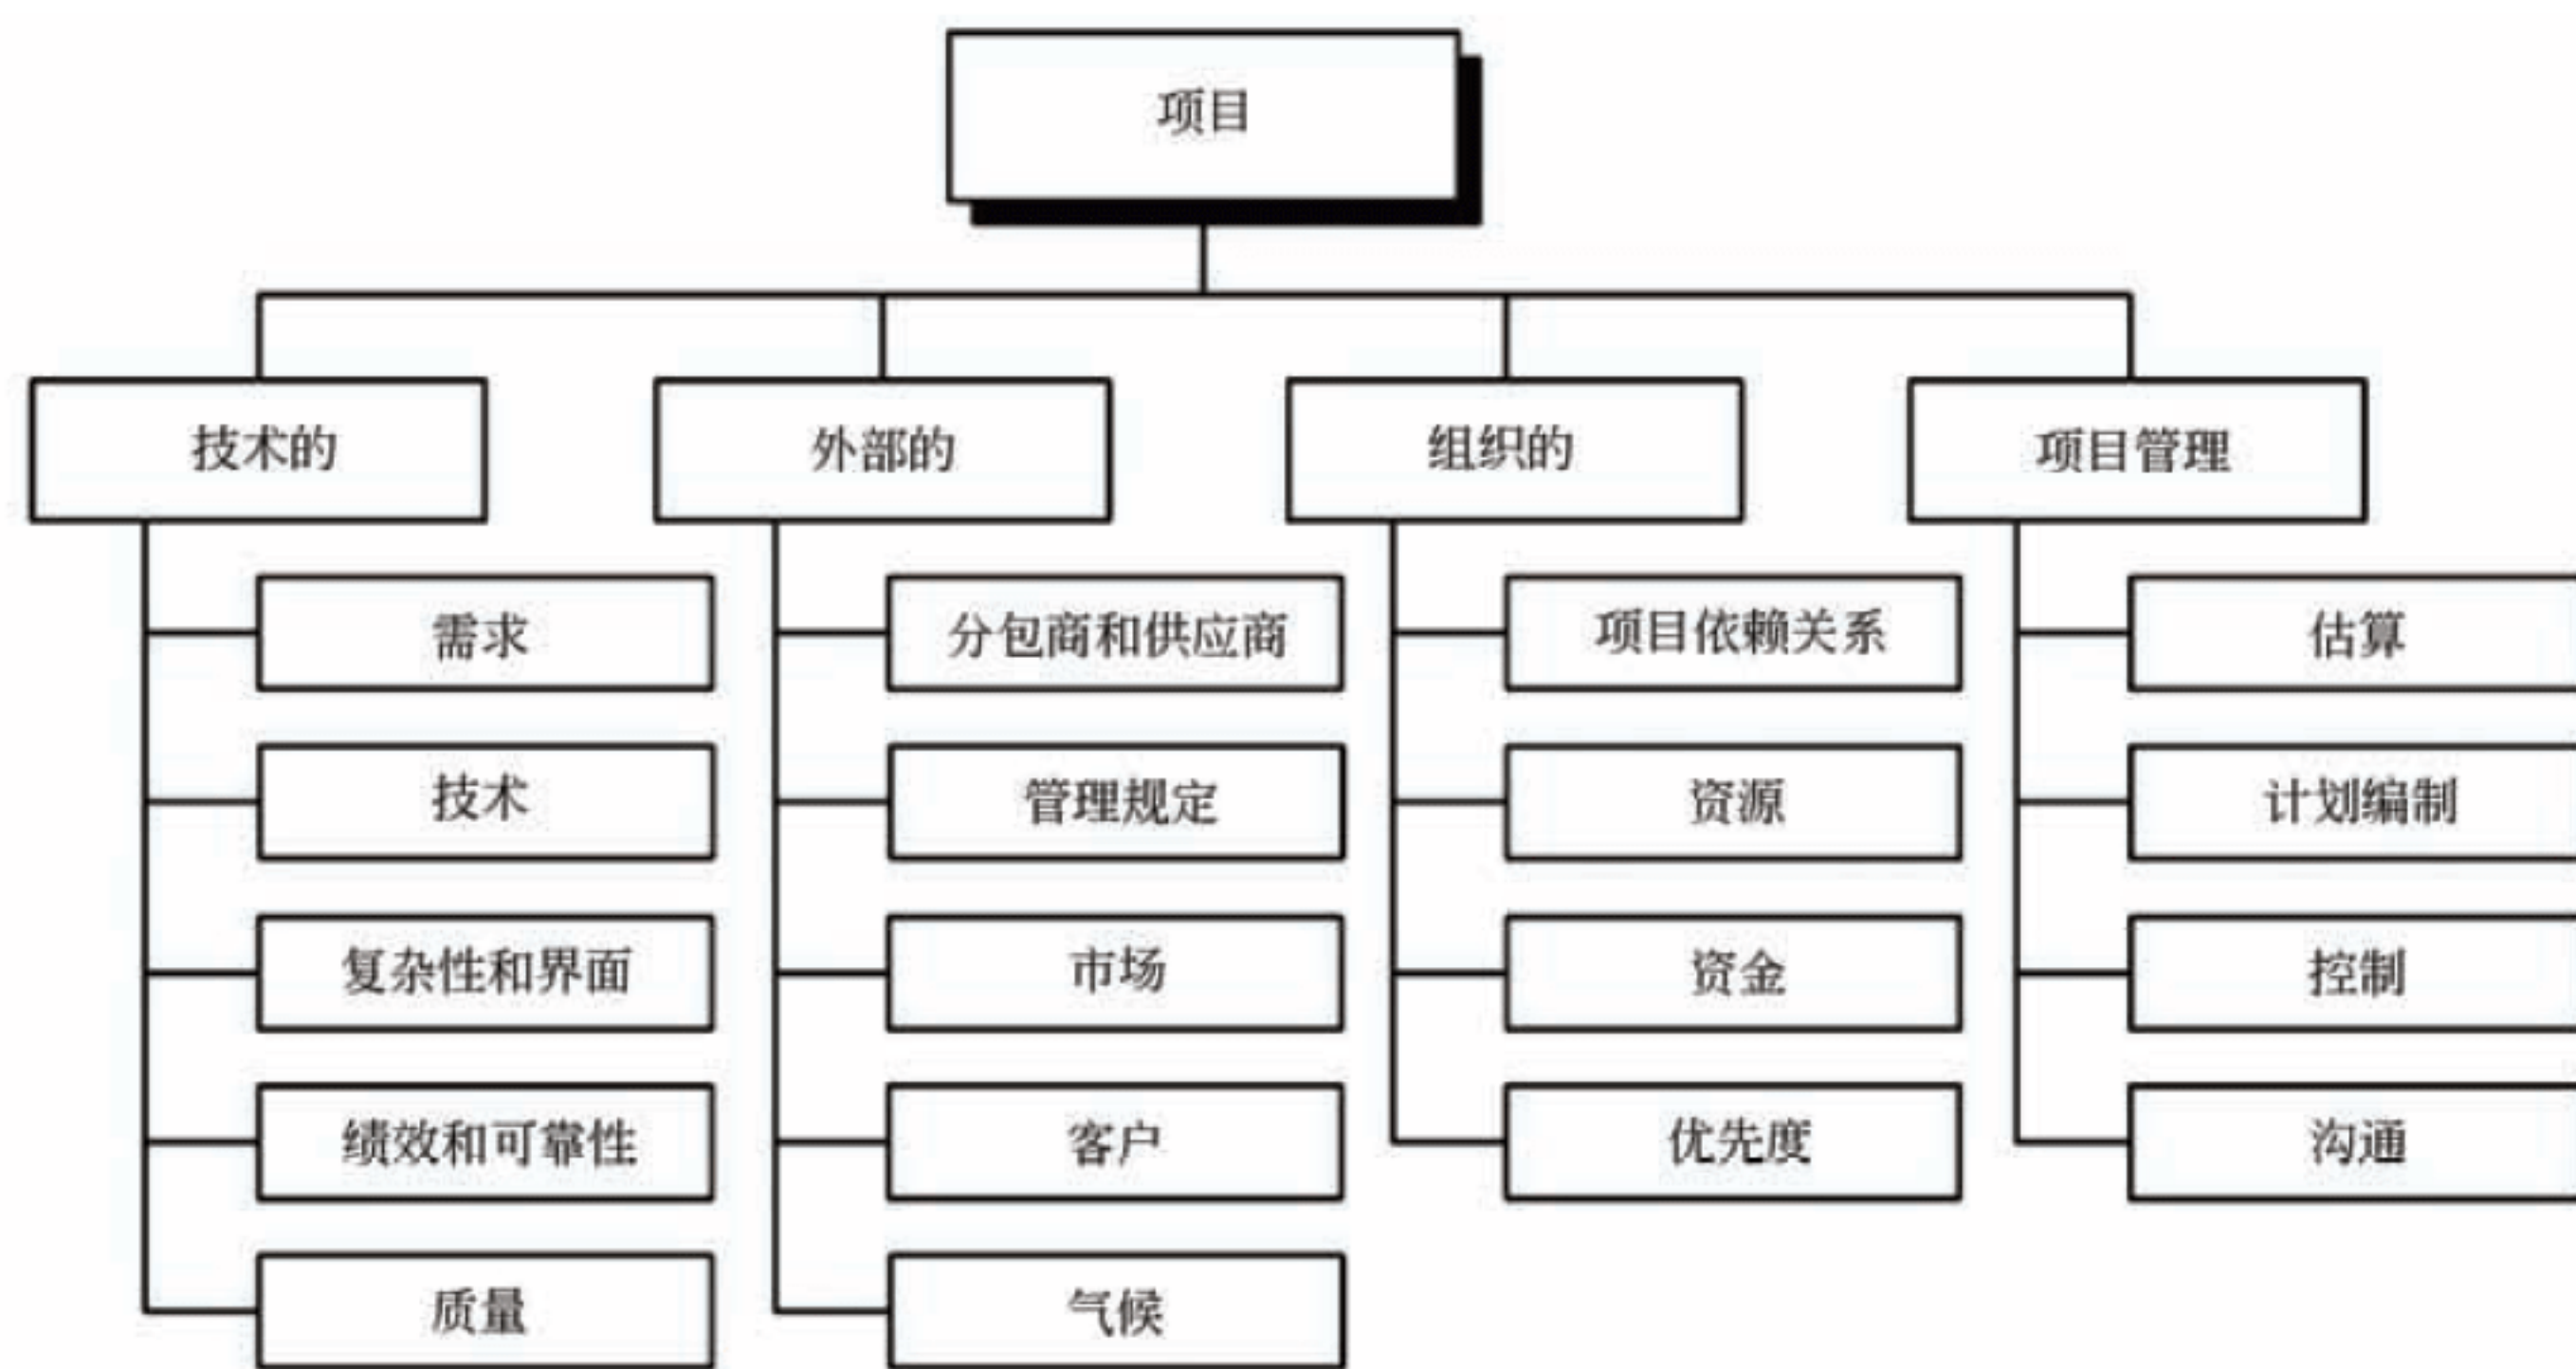 项目
技术的
外部的
组织的
项目管理
需求
分包商和供应商
项目依赖关系
估算
技术
管理规定
资源
计划编制
复杂性和界面
市场
资金
控制
绩效和可靠性
客户
优先度
沟通
质量
气候